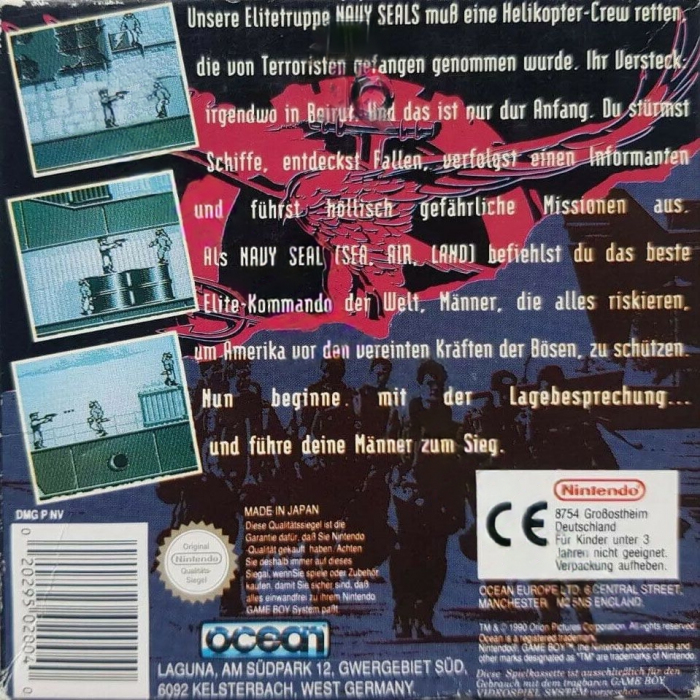 Unsere Elitetruppe NAVY SEALS muß eine Helikopter-Crew retten,
die von Terroristen gefangen genommen wurde. Ihr Versteck:
irgendwo in Beirut. Und das ist nur dur Anfang. Du stürmst
Schiffe, entdeckst Fallen, verfolgst einen Informanten
und führst höllisch gefährliche Missionen aus.
Als NAVY SEAL (SEA, AIR, LAND) befiehlst du das beste
Elite-Kommando der Welt, Männer, die alles riskieren,
um Amerika vor den vereinten Kräften der Bösen, zu schützen.
Nun beginne mit der Lagebesprechung...
und führe deine Männer zum Sieg.
DMG P NV
0 20295 02804 0
Original
Nintendo
Qualitäts-
Siegel
MADE IN JAPAN
Diese Qualitätssiegel ist die
Garantie dafür, daß Sie Nintendo
-Qualität gekauft haben. Achten
Sie deshalb immer auf dieses
Siegal, wenn Sie spiele oder Zubehör
kaufen, damit Sie sicher sind, daß
alles einwandfrei zu ihrem Nintendo
GAME BOY System paßt
ocean
LAGUNA, AM SÜDPARK 12, GWERGEBIET SÜD,
6092 KELSTERBACH, WEST GERMANY.
CE
Nintendo
8754 Großostheim
Deutschland
Für Kinder unter 3
Jahren nicht geeignet.
Verpackung aufheben.
OCEAN EUROPE LTD. 6 CENTRAL STREET,
MANCHESTER M2 5NS ENGLAND.
TM & © 1990 Orion Pictures Corporation. All rights reserved.
Ocean is a registered trademark.
Nintendo®, GAME BOY™, the Nintendo product seals and
other marks designated as "TM" are trademarks of Nintendo.
Diese Spielkassette ist ausschließlich für den
Gebrauch mit dem tragbaren GAME BOY
VIDEOSPIEL SYSTEM